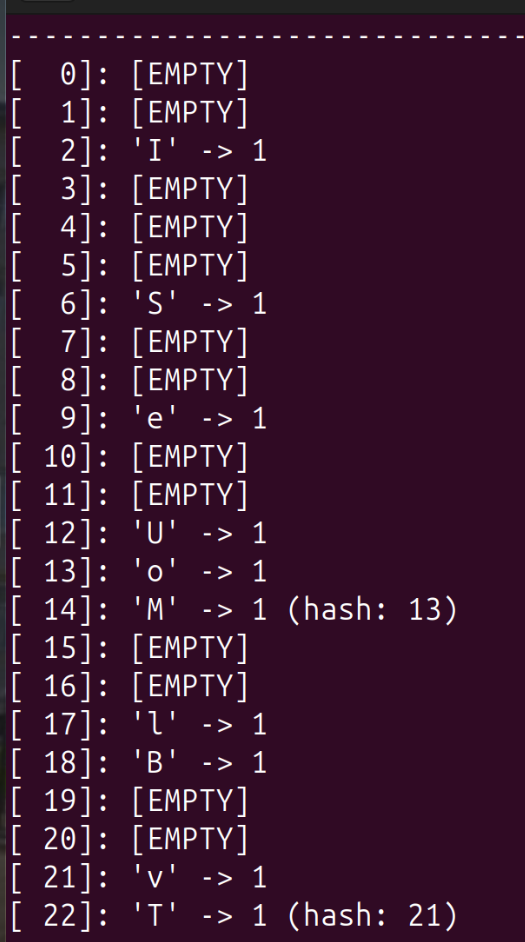 ------------------------------
[  0]: [EMPTY]
[  1]: [EMPTY]
[  2]: 'I' -> 1
[  3]: [EMPTY]
[  4]: [EMPTY]
[  5]: [EMPTY]
[  6]: 'S' -> 1
[  7]: [EMPTY]
[  8]: [EMPTY]
[  9]: 'e' -> 1
[ 10]: [EMPTY]
[ 11]: [EMPTY]
[ 12]: 'U' -> 1
[ 13]: 'o' -> 1
[ 14]: 'M' -> 1 (hash: 13)
[ 15]: [EMPTY]
[ 16]: [EMPTY]
[ 17]: 'l' -> 1
[ 18]: 'B' -> 1
[ 19]: [EMPTY]
[ 20]: [EMPTY]
[ 21]: 'v' -> 1
[ 22]: 'T' -> 1 (hash: 21)